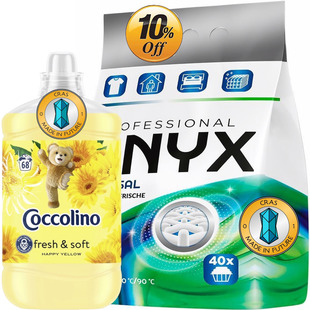 10%
Off
PROFESSIONAL
NYX
SAL
FRISCHE
CRAS
MADE IN FUTURE
68
Coccolino
fresh & soft
HAPPY YELLOW
CRAS
MADE IN FUTURE
40x
°C/90°C